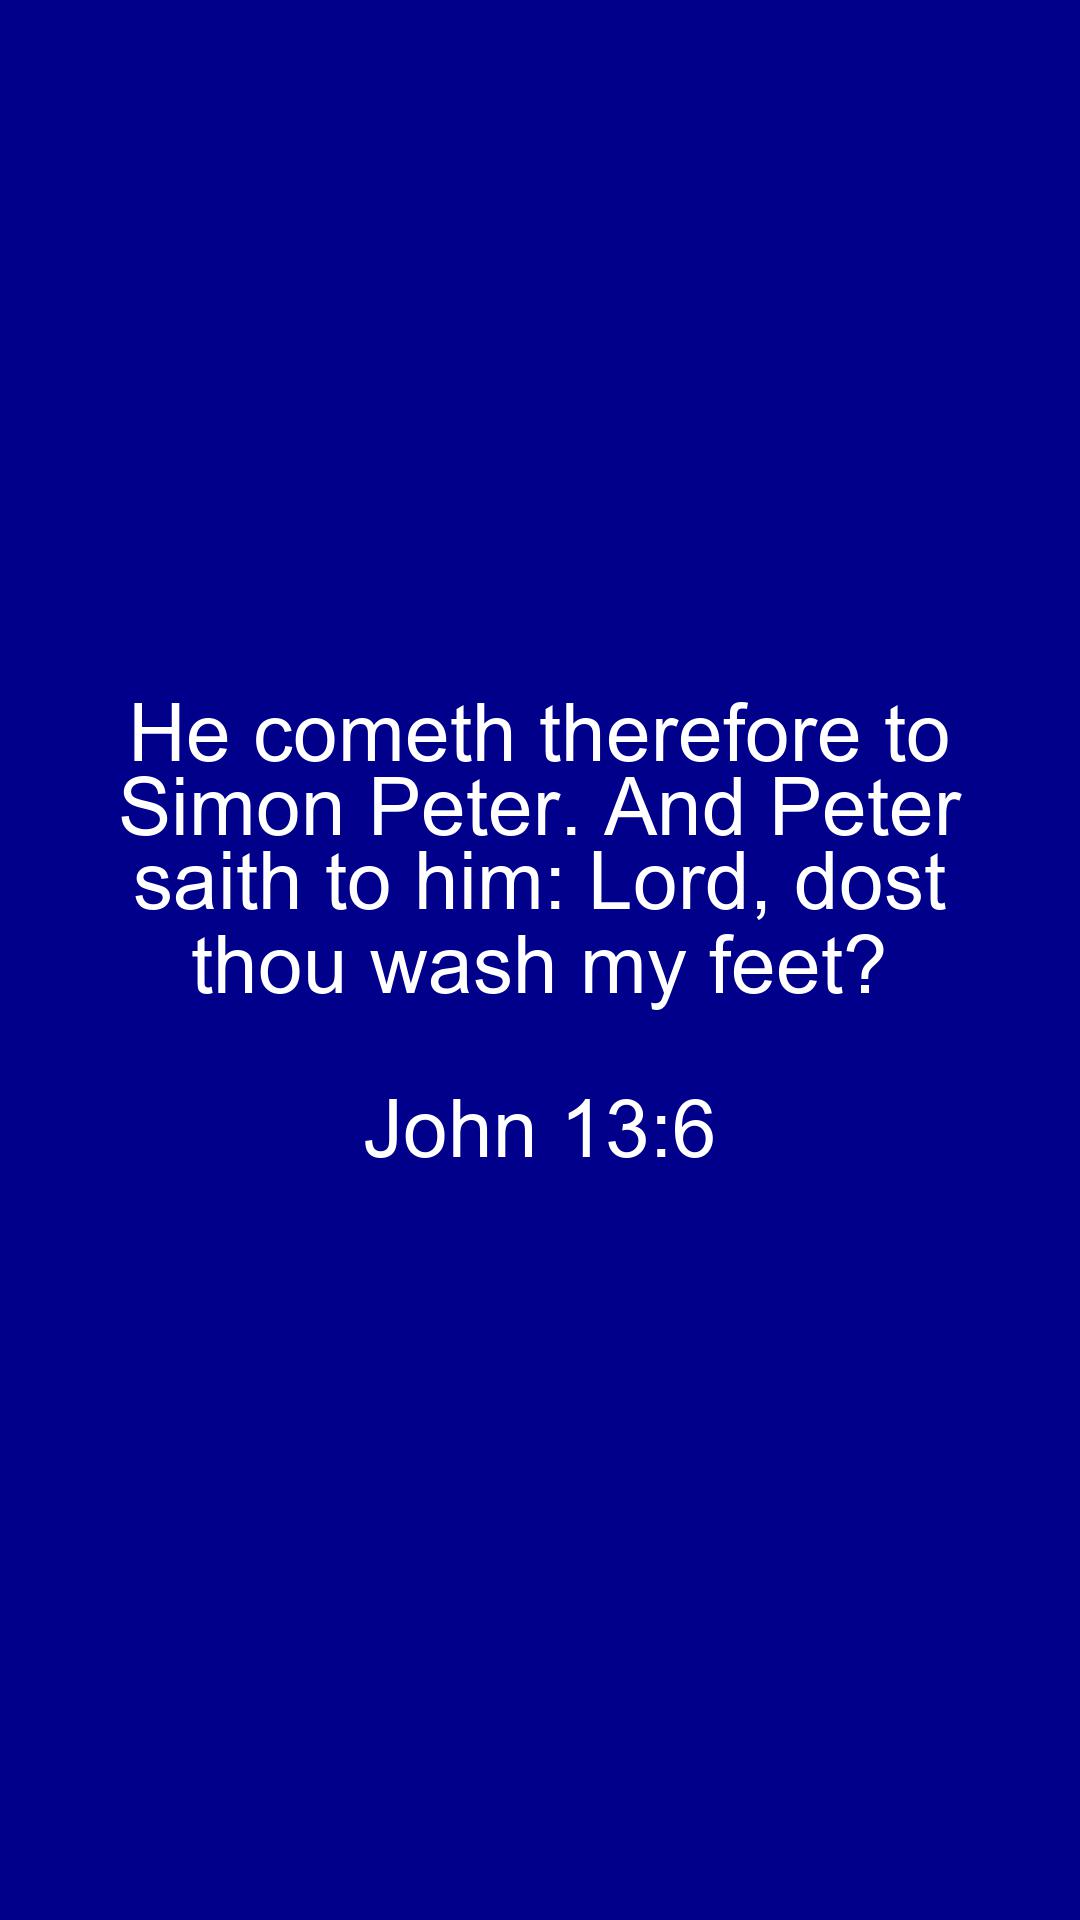 He cometh therefore to
Simon Peter. And Peter
saith to him: Lord, dost
thou wash my feet?
John 13:6